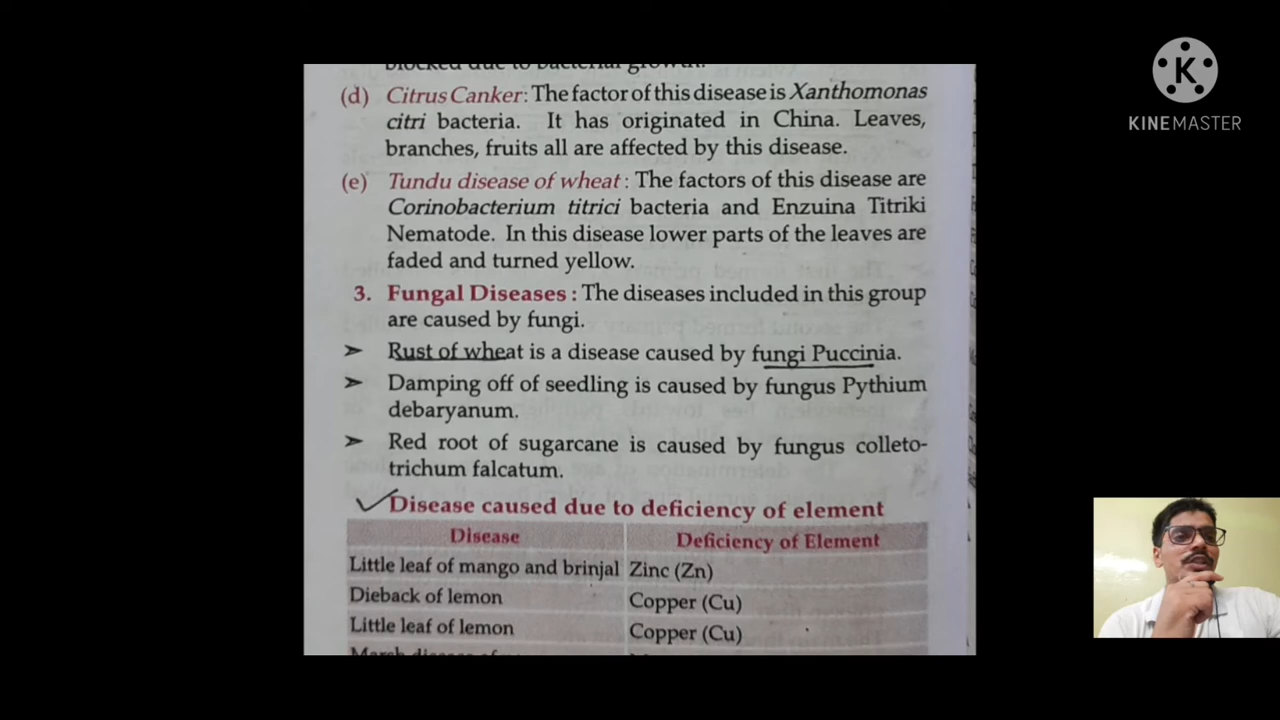 blocked due to bacterial growth.
(d) Citrus Canker: The factor of this disease is Xanthomonas
citri bacteria. It has originated in China. Leaves,
branches, fruits all are affected by this disease.
(e) Tundu disease of wheat : The factors of this disease are
Corinobacterium titrici bacteria and Enzuina Titriki
Nematode. In this disease lower parts of the leaves are
faded and turned yellow.
3. Fungal Diseases : The diseases included in this group
are caused by fungi.
➢ Rust of wheat is a disease caused by fungi Puccinia.
➢ Damping off of seedling is caused by fungus Pythium
debaryanum.
➢ Red root of sugarcane is caused by fungus colleto-
trichum falcatum.
Disease caused due to deficiency of element
Disease Deficiency of Element
Little leaf of mango and brinjal Zinc (Zn)
Dieback of lemon Copper (Cu)
Little leaf of lemon Copper (Cu)
K
KINEMASTER